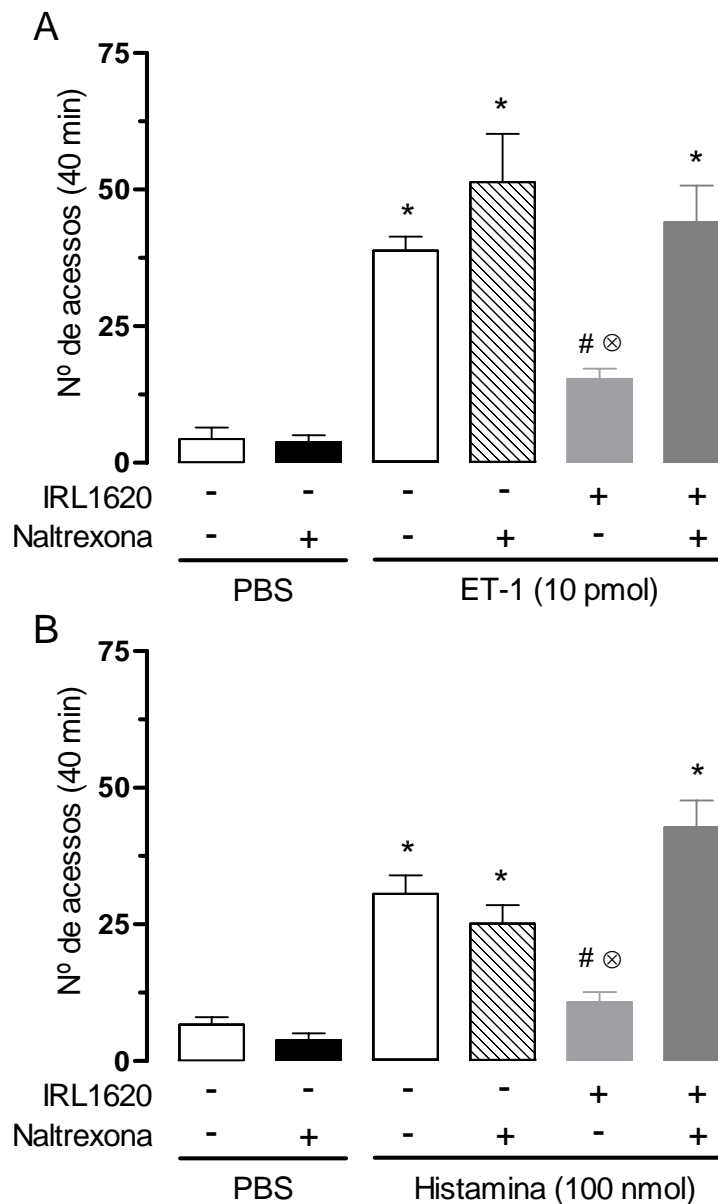 A
75
50
25
0
Nº de acessos (40 min)
*
*
# ⊗
*
IRL1620 - - - - + +
Naltrexona - + - + - +
PBS ET-1 (10 pmol)
B
75
50
25
0
Nº de acessos (40 min)
*
*
# ⊗
*
IRL1620 - - - - + +
Naltrexona - + - + - +
PBS Histamina (100 nmol)